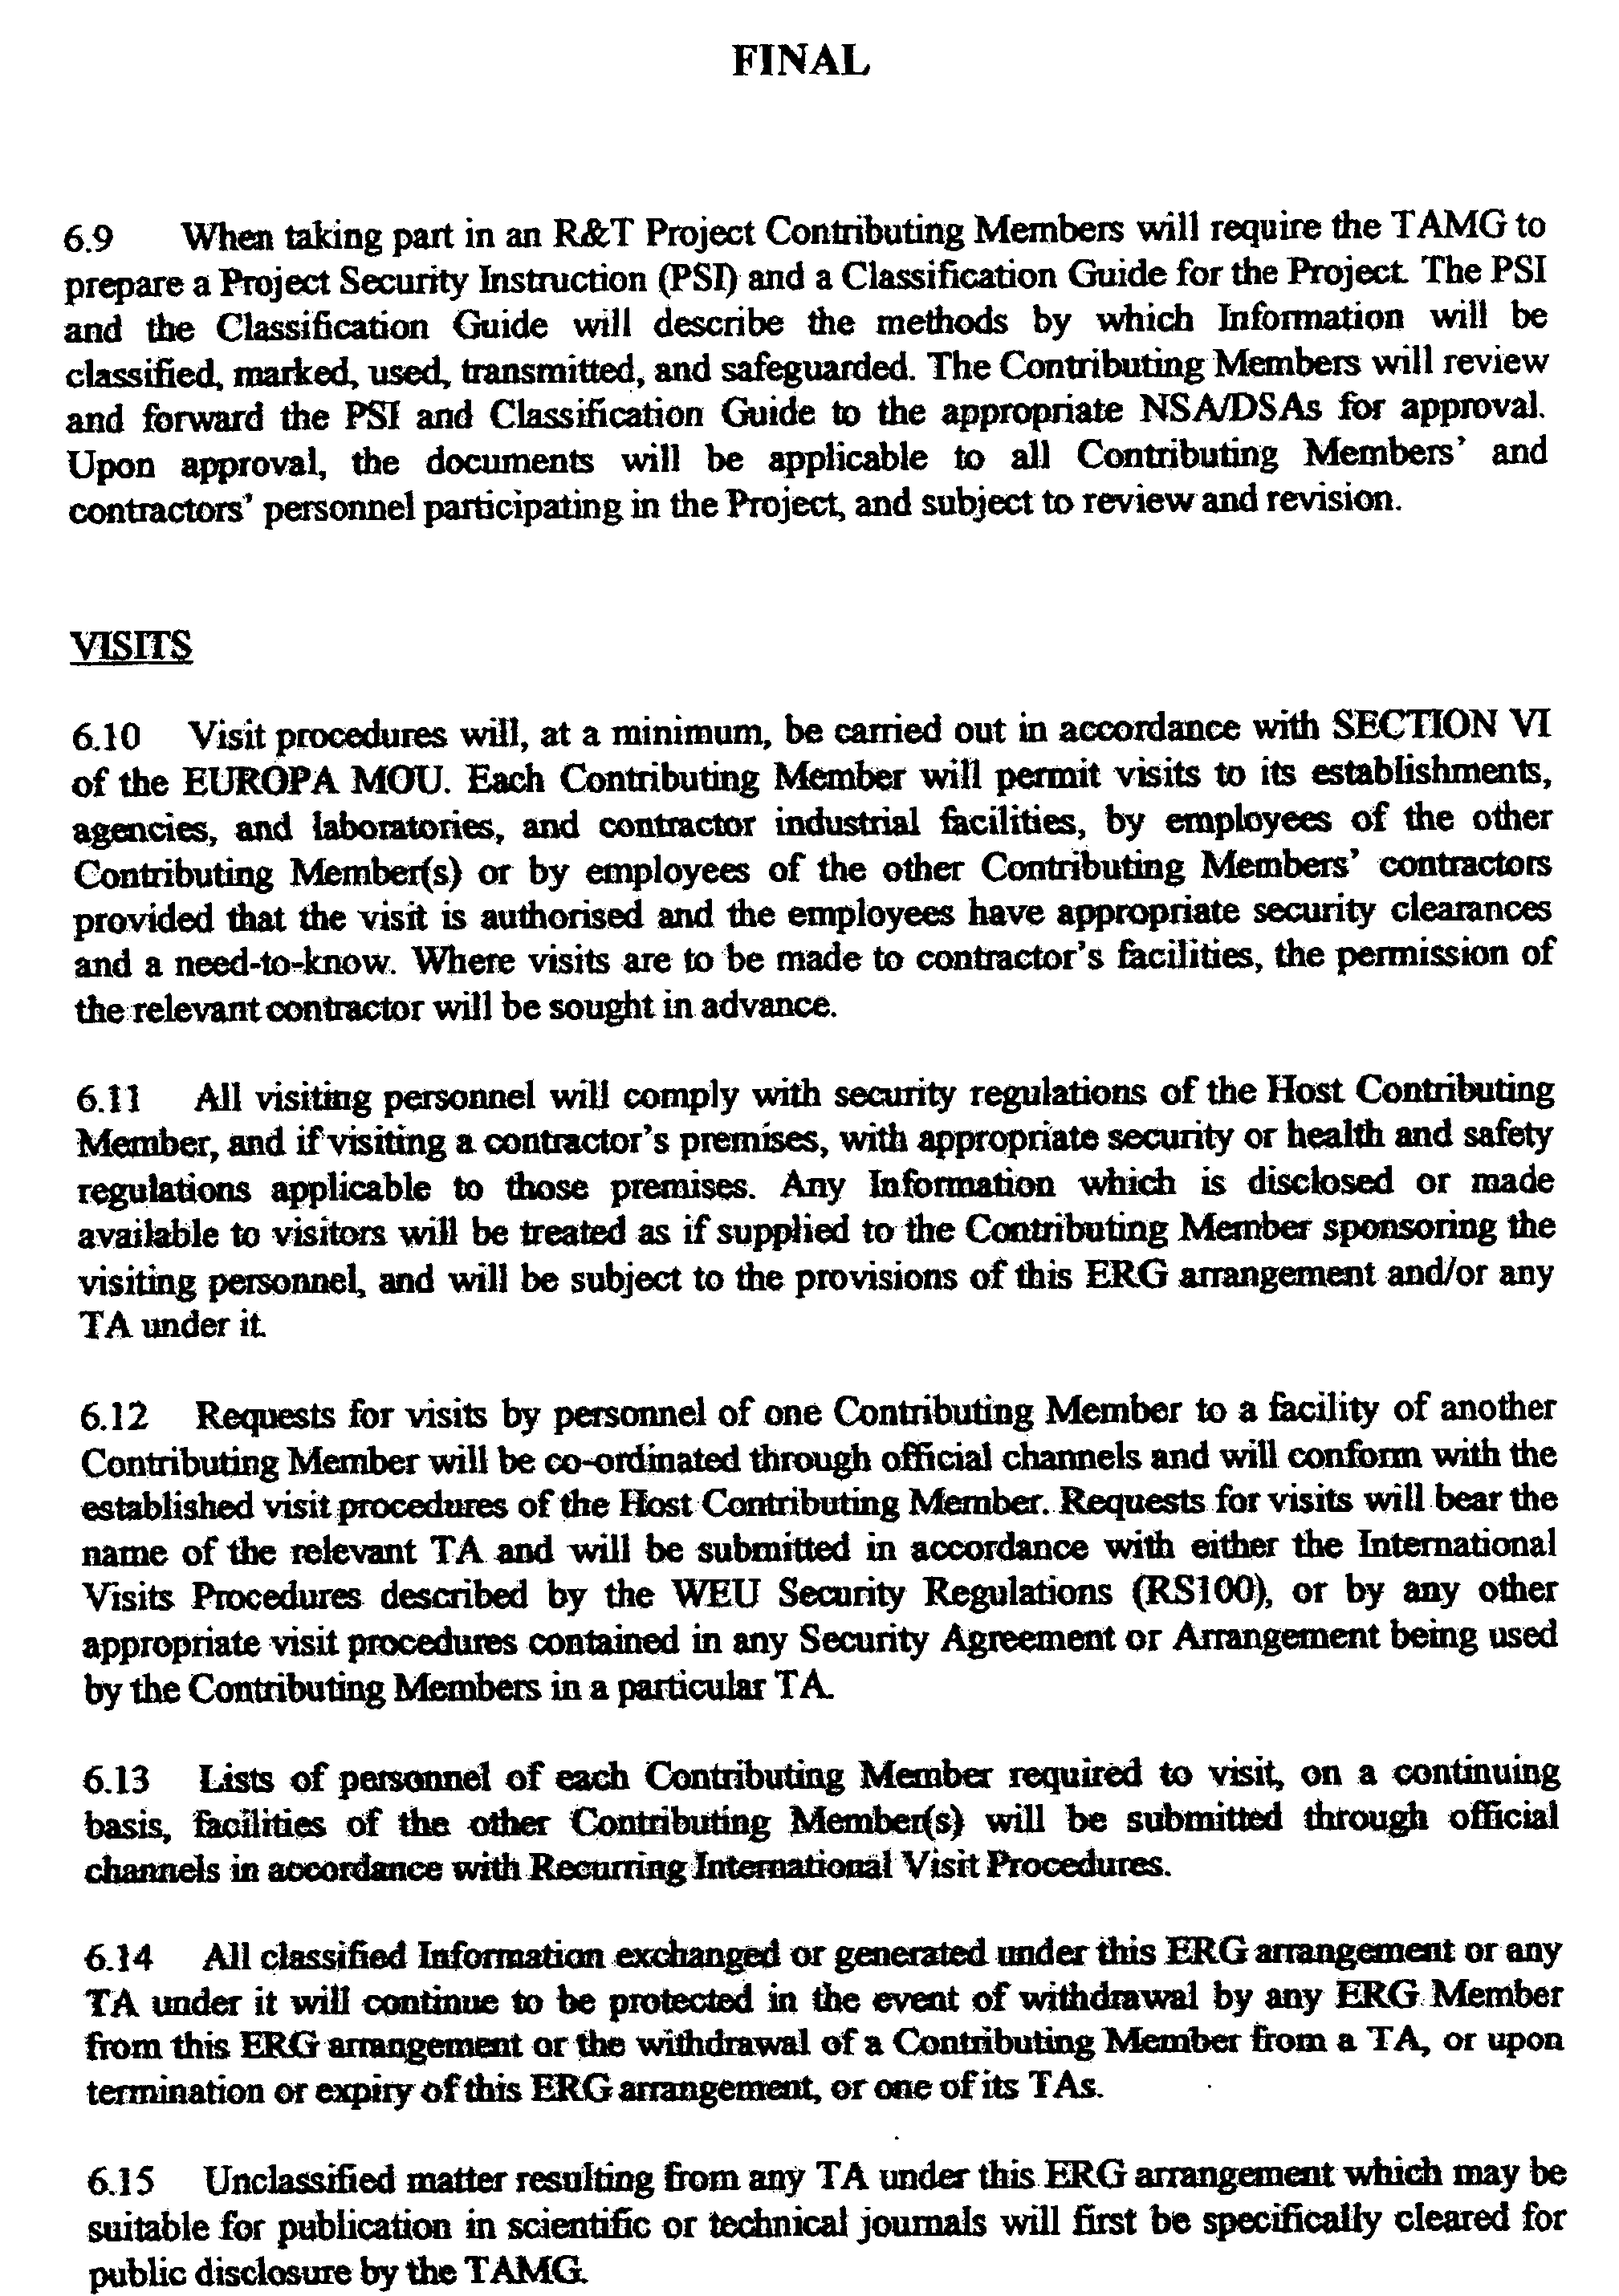 FINAL
6.9 When taking part in an R&T Project Contributing Members will require the TAMG to
prepare a Project Security Instruction (PSI) and a Classification Guide for the Project. The PSI
and the Classification Guide will describe the methods by which Information will be
classified, marked, used, transmitted, and safeguarded. The Contributing Members will review
and forward the PSI and Classification Guide to the appropriate NSA/DSAs for approval.
Upon approval, the documents will be applicable to all Contributing Members' and
contractors' personnel participating in the Project, and subject to review and revision.
VISITS
6.10 Visit procedures will, at a minimum, be carried out in accordance with SECTION VI
of the EUROPA MOU. Each Contributing Member will permit visits to its establishments,
agencies, and laboratories, and contractor industrial facilities, by employees of the other
Contributing Member(s) or by employees of the other Contributing Members' contractors
provided that the visit is authorised and the employees have appropriate security clearances
and a need-to-know. Where visits are to be made to contractor's facilities, the permission of
the relevant contractor will be sought in advance.
6.11 All visiting personnel will comply with security regulations of the Host Contributing
Member, and if visiting a contractor's premises, with appropriate security or health and safety
regulations applicable to those premises. Any Information which is disclosed or made
available to visitors will be treated as if supplied to the Contributing Member sponsoring the
visiting personnel, and will be subject to the provisions of this ERG arrangement and/or any
TA under it.
6.12 Requests for visits by personnel of one Contributing Member to a facility of another
Contributing Member will be co-ordinated through official channels and will conform with the
established visit procedures of the Host Contributing Member. Requests for visits will bear the
name of the relevant TA and will be submitted in accordance with either the International
Visits Procedures described by the WEU Security Regulations (RS100), or by any other
appropriate visit procedures contained in any Security Agreement or Arrangement being used
by the Contributing Members in a particular TA.
6.13 Lists of personnel of each Contributing Member required to visit, on a continuing
basis, facilities of the other Contributing Member(s) will be submitted through official
channels in accordance with Recurring International Visit Procedures.
6.14 All classified Information exchanged or generated under this ERG arrangement or any
TA under it will continue to be protected in the event of withdrawal by any ERG Member
from this ERG arrangement or the withdrawal of a Contributing Member from a TA, or upon
termination or expiry of this ERG arrangement, or one of its TAs.
6.15 Unclassified matter resulting from any TA under this ERG arrangement which may be
suitable for publication in scientific or technical journals will first be specifically cleared for
public disclosure by the TAMG.